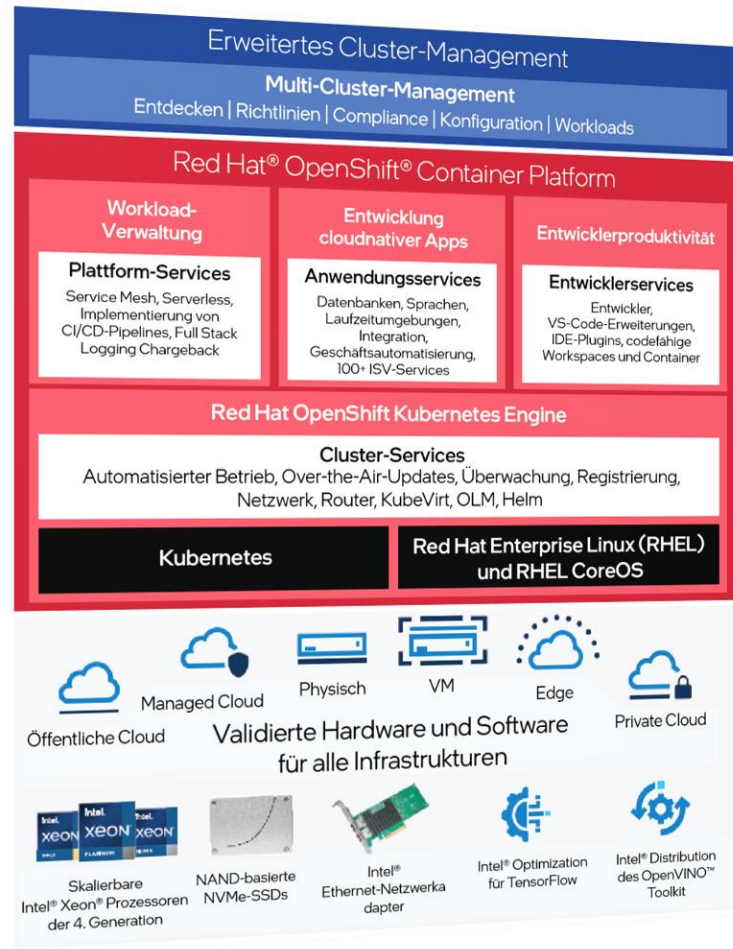 Erweitertes Cluster-Management
Multi-Cluster-Management
Entdecken | Richtlinien | Compliance | Konfiguration | Workloads
Red Hat® OpenShift® Container Platform
Workload-
Verwaltung
Plattform-Services
Service Mesh, Serverless,
Implementierung von
CI/CD-Pipelines, Full Stack
Logging Chargeback
Entwicklung
cloudnativer Apps
Anwendungsservices
Datenbanken, Sprachen,
Laufzeitumgebungen,
Integration,
Geschäftsautomatisierung,
100+ ISV-Services
Entwicklerproduktivität
Entwicklerservices
Entwickler,
VS-Code-Erweiterungen,
IDE-Plugins, codefähige
Workspaces und Container
Red Hat OpenShift Kubernetes Engine
Cluster-Services
Automatisierter Betrieb, Over-the-Air-Updates, Überwachung, Registrierung,
Netzwerk, Router, KubeVirt, OLM, Helm
Kubernetes
Red Hat Enterprise Linux (RHEL)
und RHEL CoreOS
Öffentliche Cloud
Managed Cloud
Physisch
VM
Edge
Private Cloud
Validierte Hardware und Software
für alle Infrastrukturen
intel.
XEON
intel.
XEON
PLATINUM
intel.
XEON
Skalierbare
Intel® Xeon® Prozessoren
der 4. Generation
NAND-basierte
NVMe-SSDs
Intel®
Ethernet-Netzwerka
dapter
Intel® Optimization
für TensorFlow
Intel® Distribution
des OpenVINO™
Toolkit